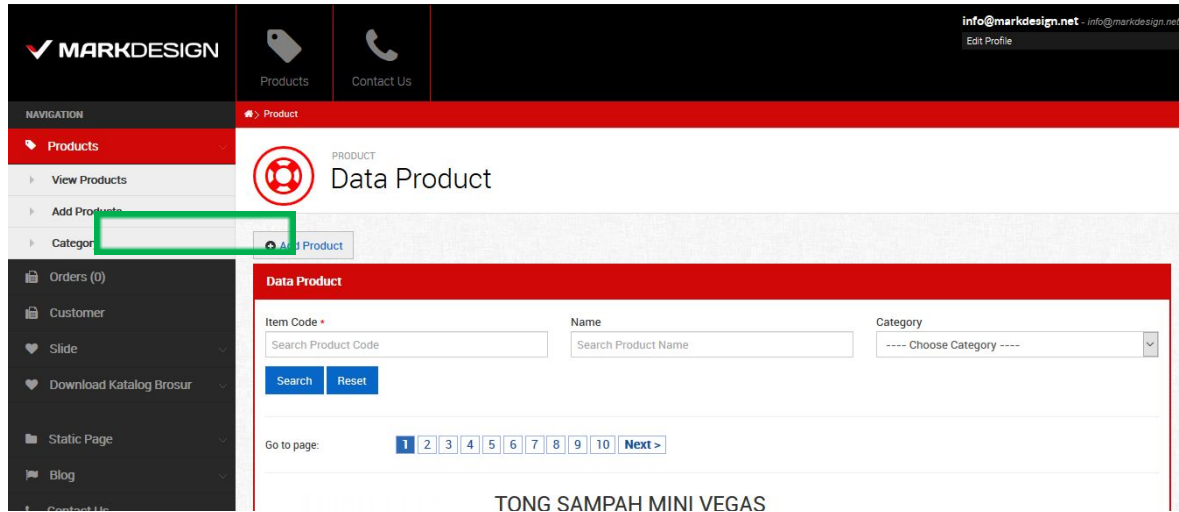 info@markdesign.net - info@markdesign.net
Edit Profile
MARKDESIGN
Products
Contact Us
NAVIGATION
> Product
Products
View Products
Add Products
Categor
Orders (0)
Customer
Slide
Download Katalog Brosur
Static Page
Blog
Contact Us
PRODUCT
Data Product
Add Product
Data Product
Item Code *
Name
Category
Search Product Code
Search Product Name
---- Choose Category ----
Search
Reset
Go to page:
1 2 3 4 5 6 7 8 9 10 Next >
TONG SAMPAH MINI VEGAS